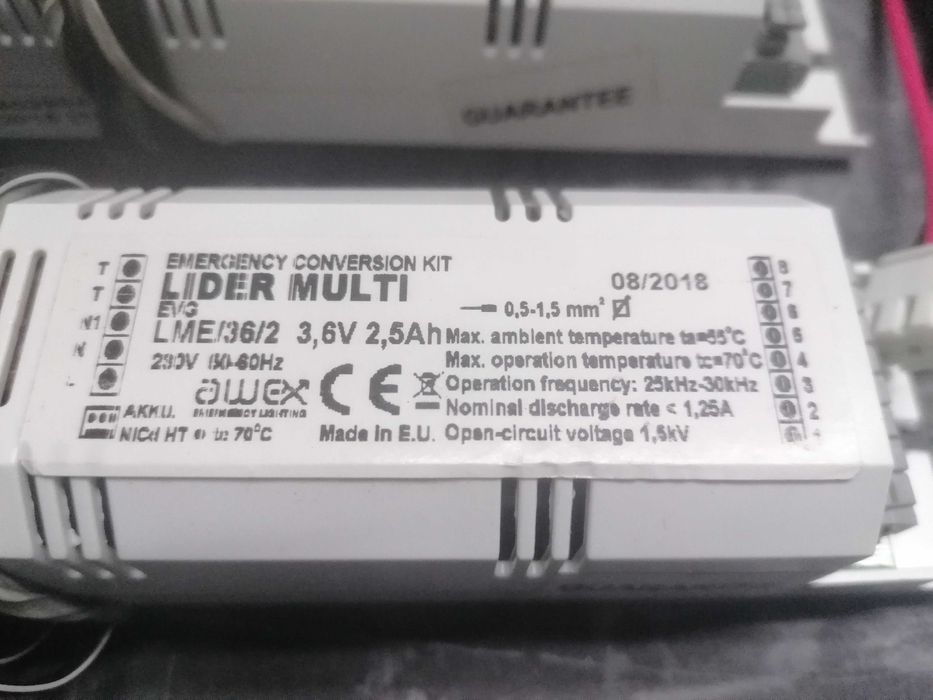 GUARANTEE
EMERGENCY CONVERSION KIT
LIDER MULTI
08/2018
EVG
0,5-1,5 mm²
LME/36/2 3,6V 2,5Ah
230V 50-60Hz
awex
EMERGENCY LIGHTING
CE
Max. ambient temperature ta=55°C
Max. operation temperature tc=70°C
Operation frequency: 25kHz-30kHz
Nominal discharge rate < 1,25A
Open-circuit voltage 1,5kV
AKKU.
NiCd HT
70°C
Made in E.U.
T
T
N1
N
L
8
7
6
5
4
3
2
1